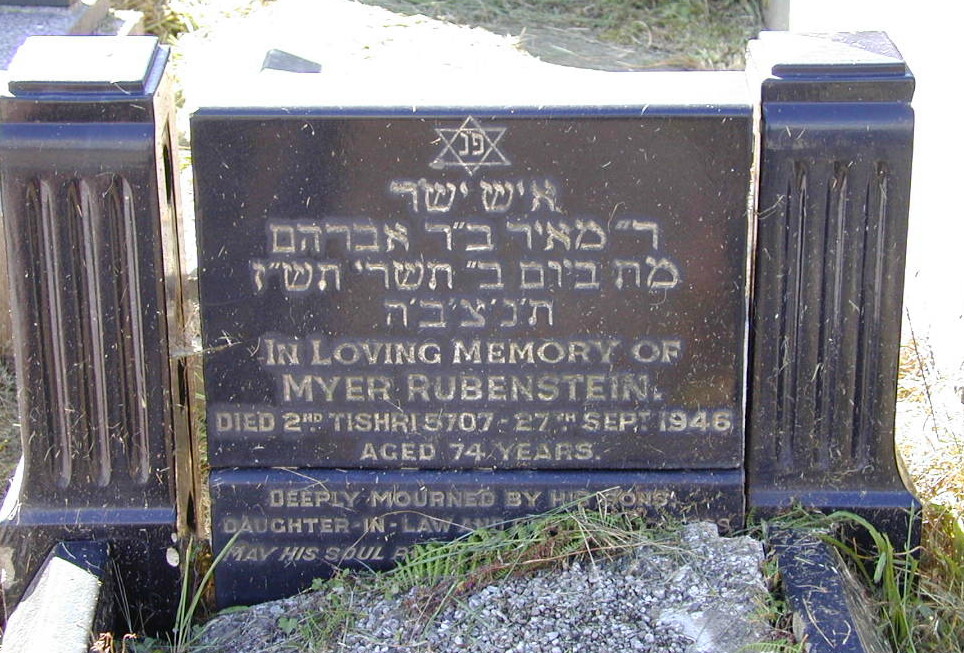 פנ
איש ישר
ר״ מאיר ב״ר אברהם
מת ביום ב״ תשרי תש״ז
ת׳נ׳צ׳ב׳ה
IN LOVING MEMORY OF
MYER RUBENSTEIN.
DIED 2ND TISHRI 5707 - 27TH SEPT. 1946
AGED 74 YEARS.
DEEPLY MOURNED BY HIS SONS,
DAUGHTER-IN-LAW AND
MAY HIS SOUL